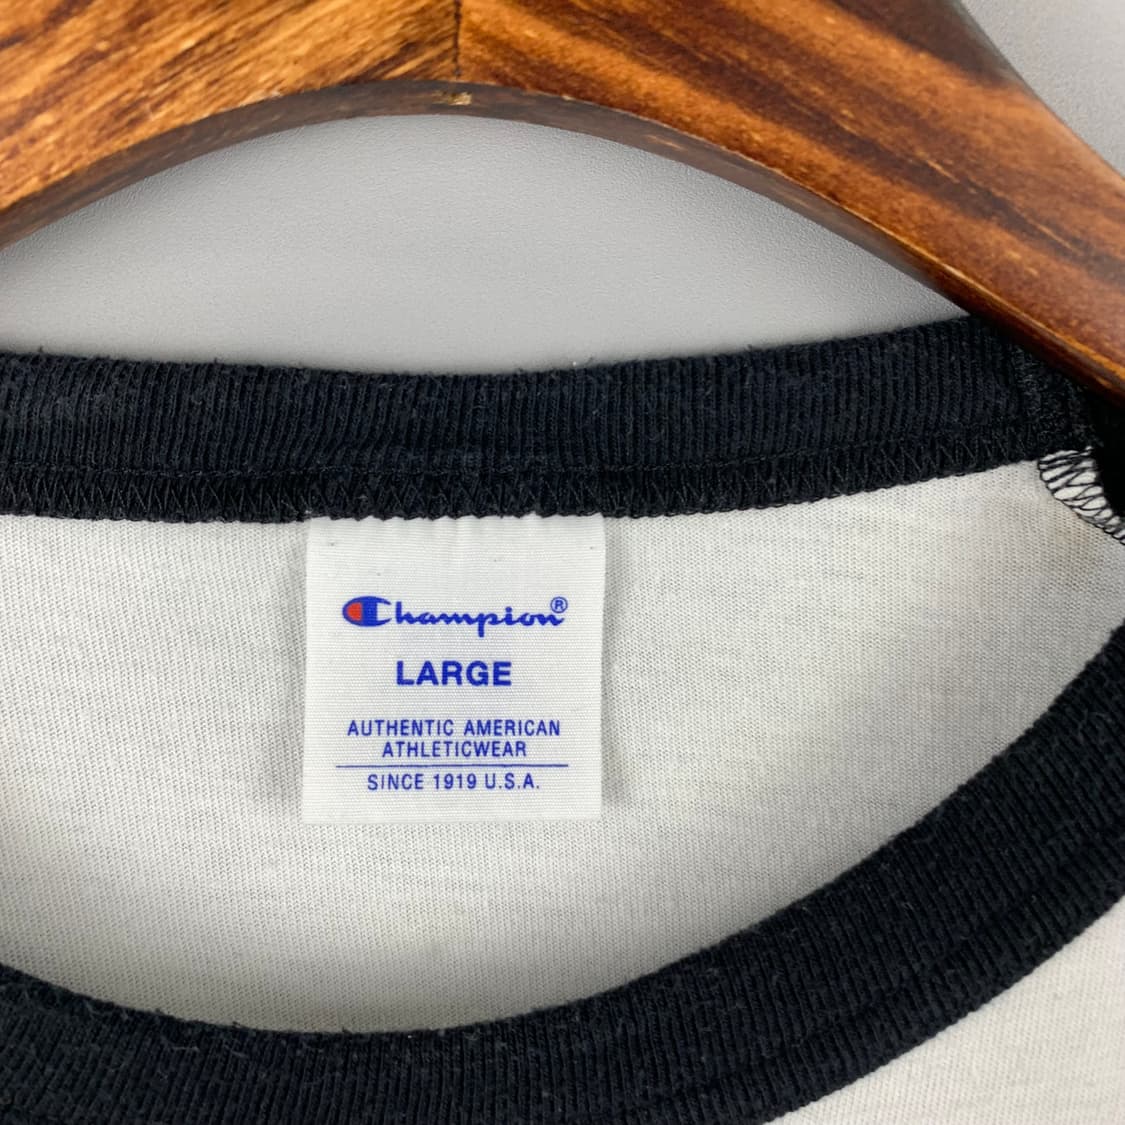 Champion®
LARGE
AUTHENTIC AMERICAN
ATHLETICWEAR
SINCE 1919 U.S.A.